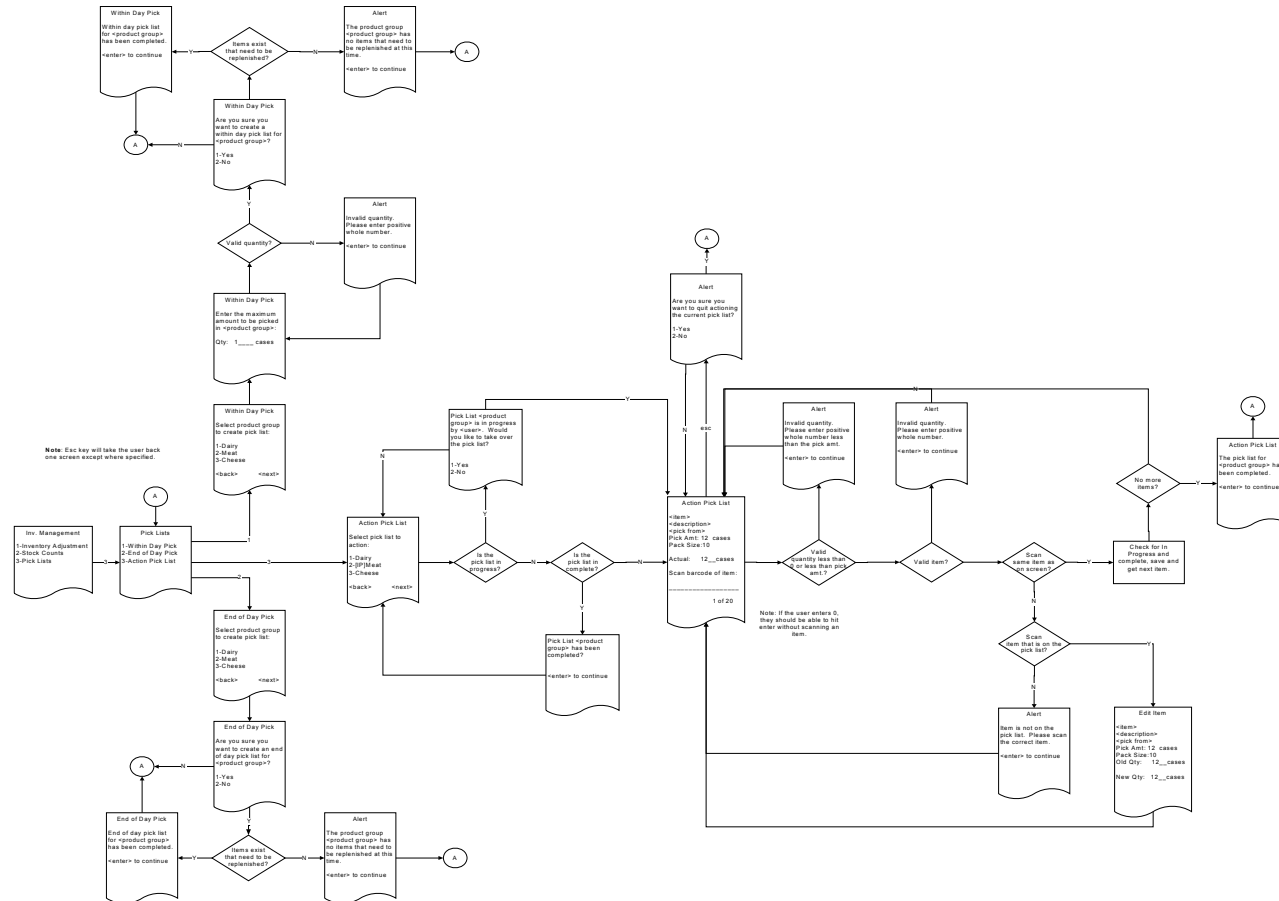 Within Day Pick
Within day pick list
for <product group>
has been completed.
<enter> to continue
Y
Items exist
that need to be
replenished?
N
Alert
The product group
<product group> has
no items that need to
be replenished at this
time.
<enter> to continue
A
Within Day Pick
Are you sure you
want to create a
within day pick list for
<product group>?
1-Yes
2-No
N
A
Y
Valid quantity?
N
Alert
Invalid quantity.
Please enter positive
whole number.
<enter> to continue
Within Day Pick
Enter the maximum
amount to be picked
in <product group>:
Qty: 1____ cases
Within Day Pick
Select product group
to create pick list:
1-Dairy
2-Meat
3-Cheese
<back> <next>
Note: Esc key will take the user back
one screen except where specified.
A
Inv. Management
1-Inventory Adjustment
2-Stock Counts
3-Pick Lists
3
Pick Lists
1-Within Day Pick
2-End of Day Pick
3-Action Pick List
1
2
3
End of Day Pick
Select product group
to create pick list:
1-Dairy
2-Meat
3-Cheese
<back> <next>
End of Day Pick
Are you sure you
want to create an end
of day pick list for
<product group>?
1-Yes
2-No
N
A
Y
End of Day Pick
End of day pick list
for <product group>
has been completed.
<enter> to continue
Y
Items exist
that need to be
replenished?
N
Alert
The product group
<product group> has
no items that need to
be replenished at this
time.
<enter> to continue
A
Action Pick List
Select pick list to
action:
1-Dairy
2-[IP]Meat
3-Cheese
<back> <next>
Is the
pick list in
progress?
Y
N
Pick List <product
group> is in progress
by <user>. Would
you like to take over
the pick list?
1-Yes
2-No
N
Y
Is the
pick list in
complete?
N
Y
Pick List <product
group> has been
completed?
<enter> to continue
A
Y
Alert
Are you sure you
want to quit actioning
the current pick list?
1-Yes
2-No
N
esc
Action Pick List
<item>
<description>
<pick from>
Pick Amt: 12 cases
Pack Size:10
Actual: 12__cases
Scan barcode of item:
____________________
1 of 20
Alert
Invalid quantity.
Please enter positive
whole number less
than the pick amt.
<enter> to continue
Valid
quantity less than
0 or less than pick
amt.?
Note: If the user enters 0,
they should be able to hit
enter without scanning an
item.
N
Alert
Invalid quantity.
Please enter positive
whole number.
<enter> to continue
Valid item?
Scan
same item as
on screen?
Y
N
Check for In
Progress and
complete, save and
get next item.
No more
items?
Y
A
Action Pick List
The pick list for
<product group> ha
been completed.
<enter> to continue
Scan
item that is on the
pick list?
Y
N
Alert
Item is not on the
pick list. Please scan
the correct item.
<enter> to continue
Edit Item
<item>
<description>
<pick from>
Pick Amt: 12 cases
Pack Size:10
Old Qty: 12__cases
New Qty: 12__cases